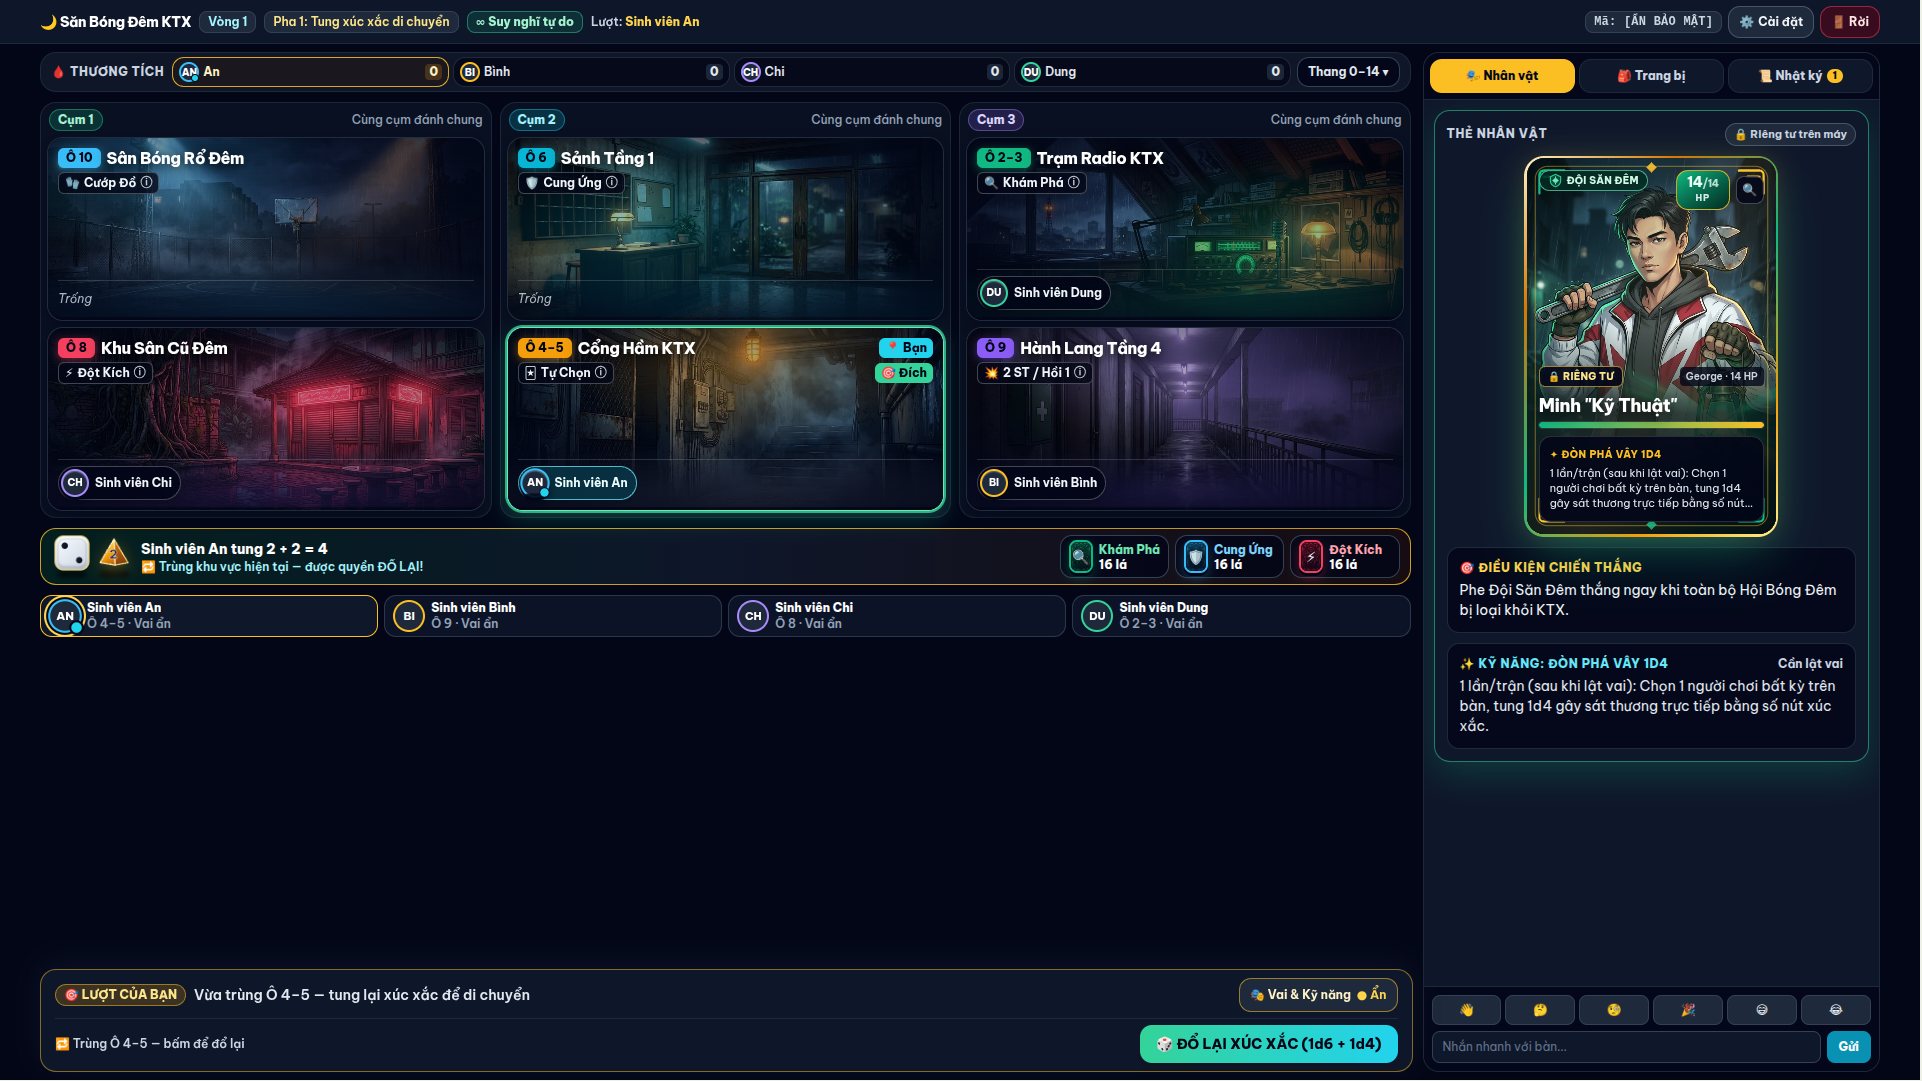 🌙 Săn Bóng Đêm KTX
Vòng 1
Pha 1: Tung xúc xắc di chuyển
∞ Suy nghĩ tự do
Lượt: Sinh viên An
Mã: [ẨN BẢO MẬT]
⚙️ Cài đặt
🚪 Rời
🩸 THƯƠNG TÍCH
AN An 0
BI Bình 0
CH Chi 0
DU Dung 0
Thang 0–14 ▾
Cụm 1
Cùng cụm đánh chung
Ô 10 Sân Bóng Rổ Đêm
🧤 Cướp Đồ ⓘ
Trống
Ô 8 Khu Sân Cũ Đêm
⚡ Đột Kích ⓘ
CH Sinh viên Chi
Cụm 2
Cùng cụm đánh chung
Ô 6 Sảnh Tầng 1
🛡️ Cung Ứng ⓘ
Trống
Ô 4–5 Cổng Hầm KTX
📍 Bạn
🃏 Tự Chọn ⓘ
🎯 Đích
AN Sinh viên An
Cụm 3
Cùng cụm đánh chung
Ô 2–3 Trạm Radio KTX
🔍 Khám Phá ⓘ
DU Sinh viên Dung
Ô 9 Hành Lang Tầng 4
💥 2 ST / Hồi 1 ⓘ
BI Sinh viên Bình
2
Sinh viên An tung 2 + 2 = 4
🔁 Trùng khu vực hiện tại — được quyền ĐỔ LẠI!
🔍 Khám Phá
16 lá
🛡️ Cung Ứng
16 lá
⚡ Đột Kích
16 lá
AN Sinh viên An
Ô 4–5 · Vai ẩn
BI Sinh viên Bình
Ô 9 · Vai ẩn
CH Sinh viên Chi
Ô 8 · Vai ẩn
DU Sinh viên Dung
Ô 2–3 · Vai ẩn
🎯 LƯỢT CỦA BẠN
Vừa trùng Ô 4–5 — tung lại xúc xắc để di chuyển
🎭 Vai & Kỹ năng ● Ẩn
🔁 Trùng Ô 4–5 — bấm để đổ lại
🎲 ĐỔ LẠI XÚC XẮC (1d6 + 1d4)
🎭 Nhân vật
🎒 Trang bị
📜 Nhật ký 1
THẺ NHÂN VẬT
🔒 Riêng tư trên máy
ĐỘI SĂN ĐÊM
14/14
HP
🔍
🔒 RIÊNG TƯ
George · 14 HP
Minh "Kỹ Thuật"
✦ ĐÒN PHÁ VÂY 1D4
1 lần/trận (sau khi lật vai): Chọn 1
người chơi bất kỳ trên bàn, tung 1d4
gây sát thương trực tiếp bằng số nút...
🎯 ĐIỀU KIỆN CHIẾN THẮNG
Phe Đội Săn Đêm thắng ngay khi toàn bộ Hội Bóng Đêm
bị loại khỏi KTX.
✨ KỸ NĂNG: ĐÒN PHÁ VÂY 1D4
Cần lật vai
1 lần/trận (sau khi lật vai): Chọn 1 người chơi bất kỳ trên
bàn, tung 1d4 gây sát thương trực tiếp bằng số nút xúc
xắc.
Nhắn nhanh với bàn...
Gửi